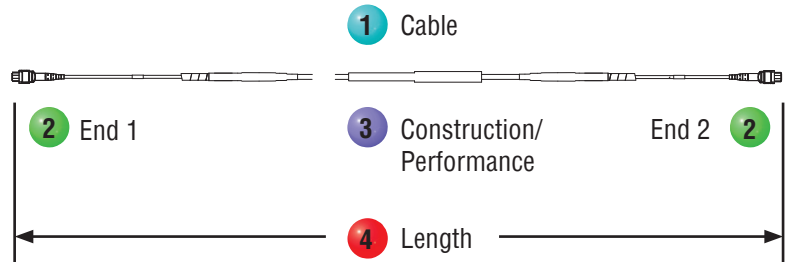 1 Cable
2 End 1
3 Construction/
Performance
End 2 2
4 Length